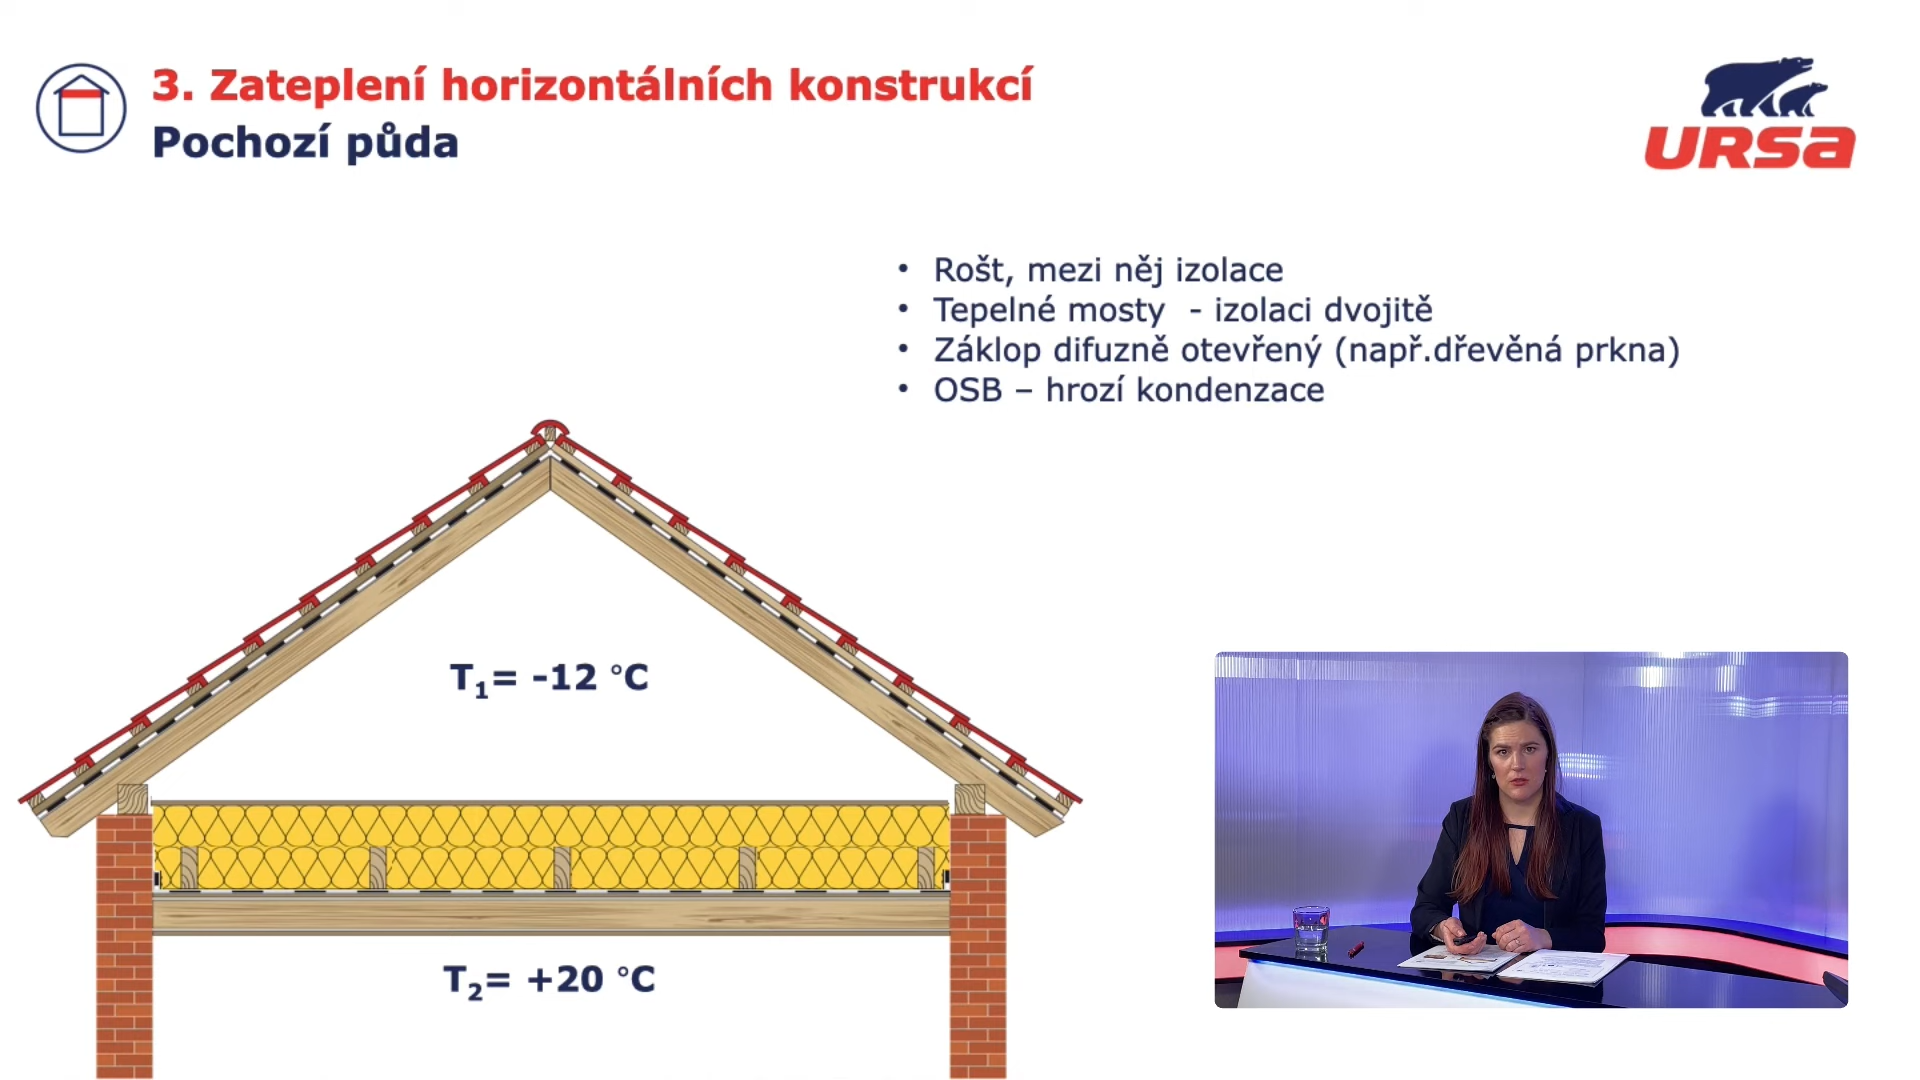 3. Zateplení horizontálních konstrukcí
Pochozí půda
URSA
• Rošt, mezi něj izolace
• Tepelné mosty  - izolaci dvojitě
• Záklop difuzně otevřený (např.dřevěná prkna)
• OSB – hrozí kondenzace
T₁= -12 °C
T₂= +20 °C